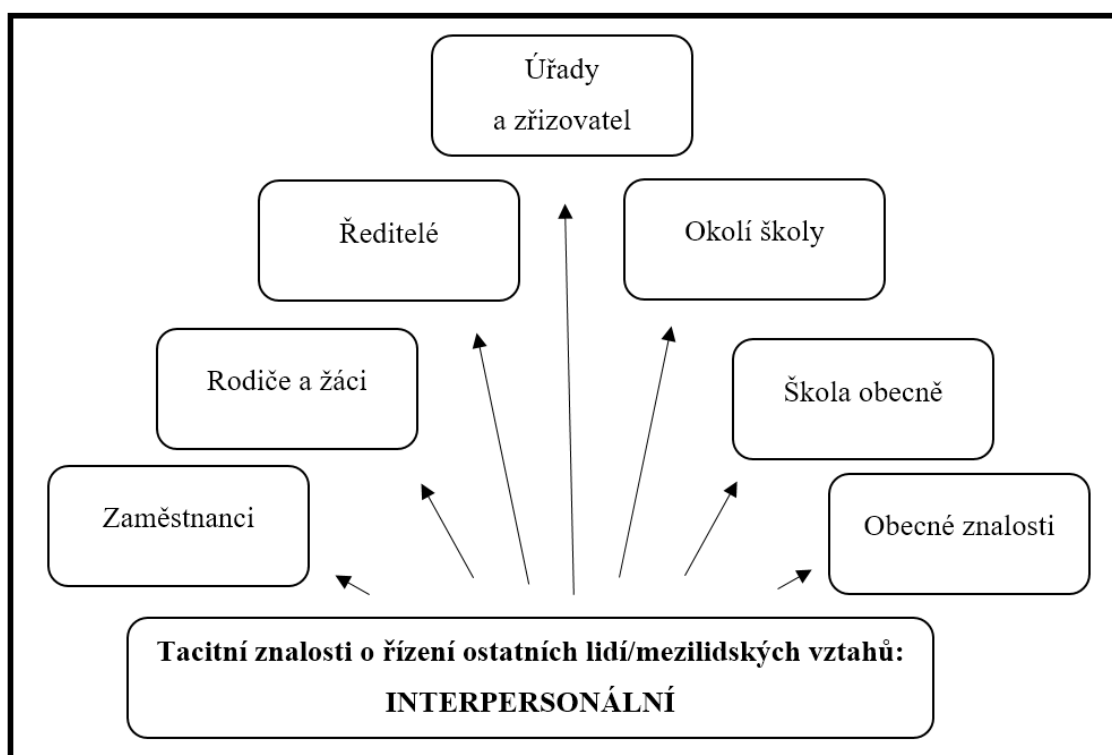 Úřady
a zřizovatel
Ředitelé
Okolí školy
Rodiče a žáci
Škola obecně
Zaměstnanci
Obecné znalosti
Tacitní znalosti o řízení ostatních lidí/mezilidských vztahů:
INTERPERSONÁLNÍ